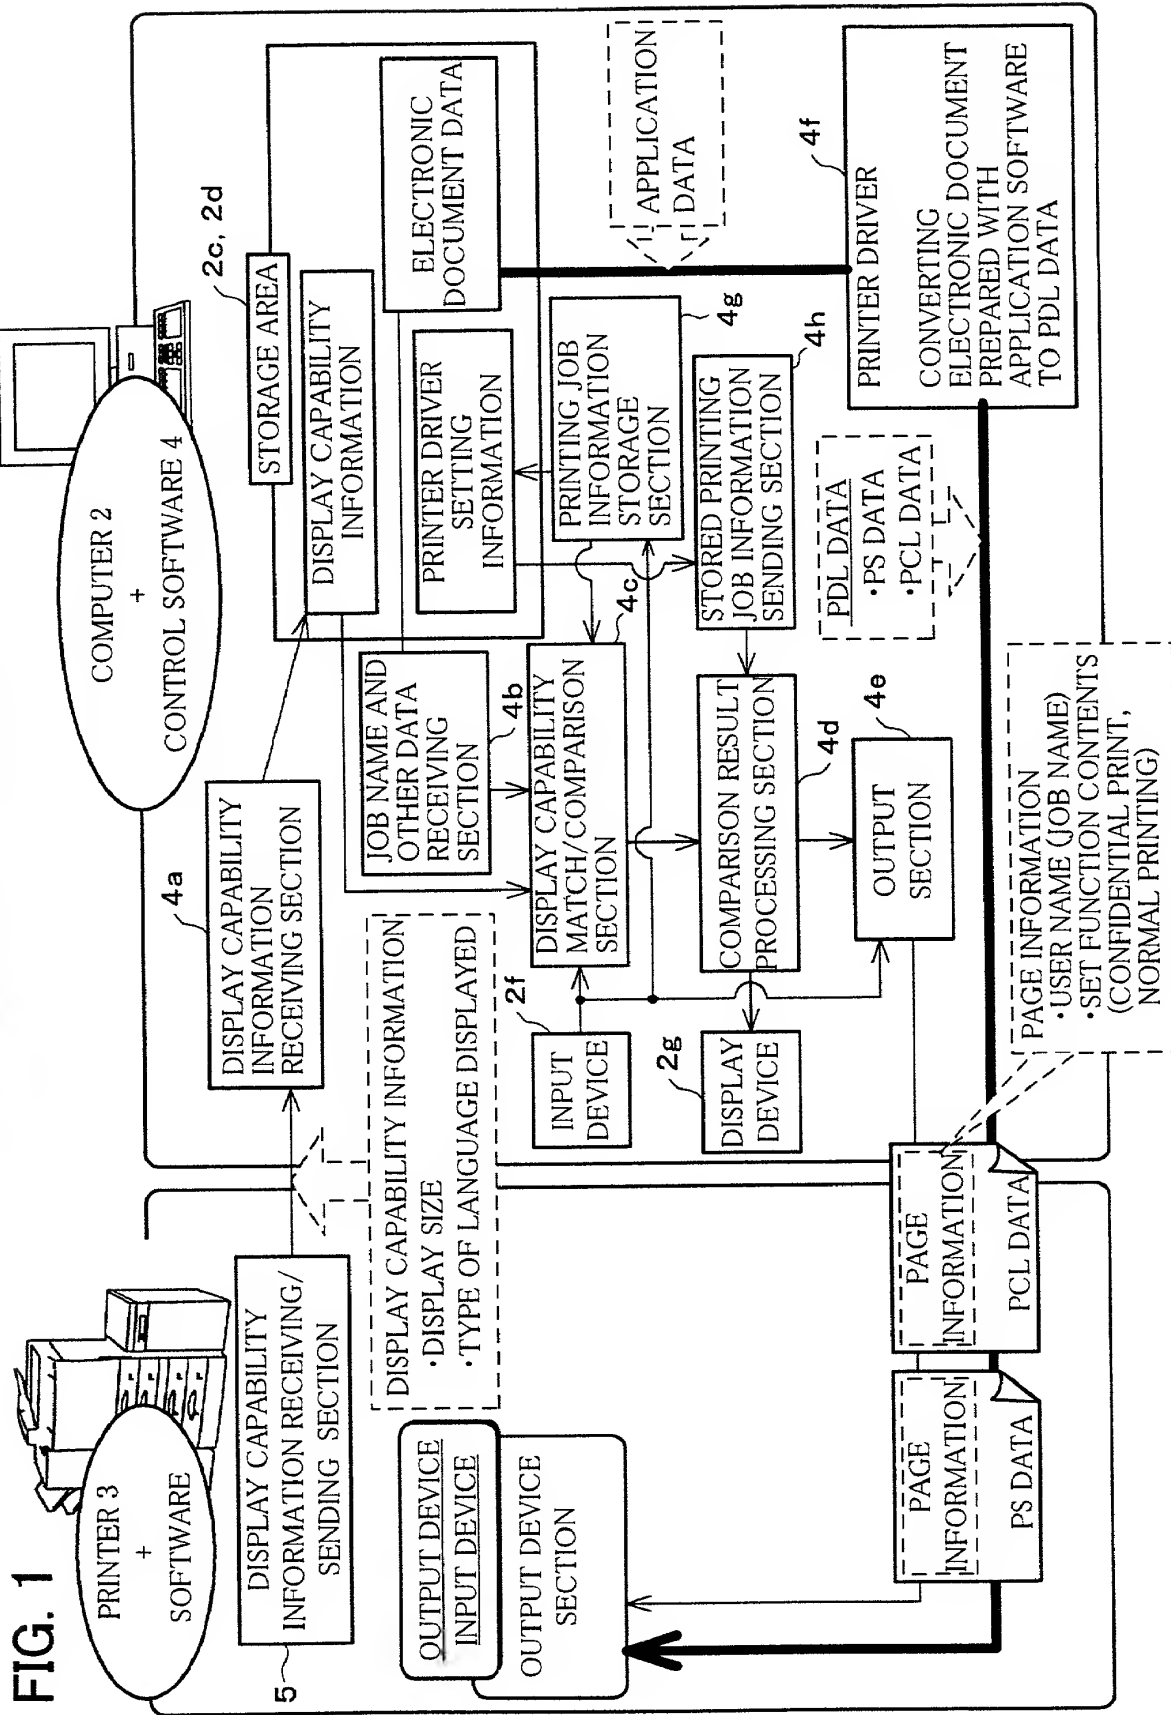 FIG. 1
PRINTER 3
+
SOFTWARE
5
DISPLAY CAPABILITY
INFORMATION RECEIVING/
SENDING SECTION
OUTPUT DEVICE
INPUT DEVICE
OUTPUT DEVICE
SECTION
DISPLAY CAPABILITY INFORMATION
·DISPLAY SIZE
·TYPE OF LANGUAGE DISPLAYED
PAGE
INFORMATION
PS DATA
PAGE
INFORMATION
PCL DATA
COMPUTER 2
+
CONTROL SOFTWARE 4
4a
DISPLAY CAPABILITY
INFORMATION
RECEIVING SECTION
STORAGE AREA
2c, 2d
DISPLAY CAPABILITY
INFORMATION
ELECTRONIC
DOCUMENT DATA
PRINTER DRIVER
SETTING
INFORMATION
JOB NAME AND
OTHER DATA
RECEIVING
SECTION
4b
PRINTING JOB
INFORMATION
STORAGE
SECTION
4g
2f
INPUT
DEVICE
DISPLAY CAPABILITY
MATCH/COMPARISON
SECTION
4c
STORED PRINTING
JOB INFORMATION
SENDING SECTION
4h
2g
DISPLAY
DEVICE
COMPARISON RESULT
PROCESSING SECTION
4d
OUTPUT
SECTION
4e
APPLICATION
DATA
PRINTER DRIVER
4f
CONVERTING
ELECTRONIC DOCUMENT
PREPARED WITH
APPLICATION SOFTWARE
TO PDL DATA
PDL DATA
·PS DATA
·PCL DATA
PAGE INFORMATION
·USER NAME (JOB NAME)
·SET FUNCTION CONTENTS
(CONFIDENTIAL PRINT,
NORMAL PRINTING)